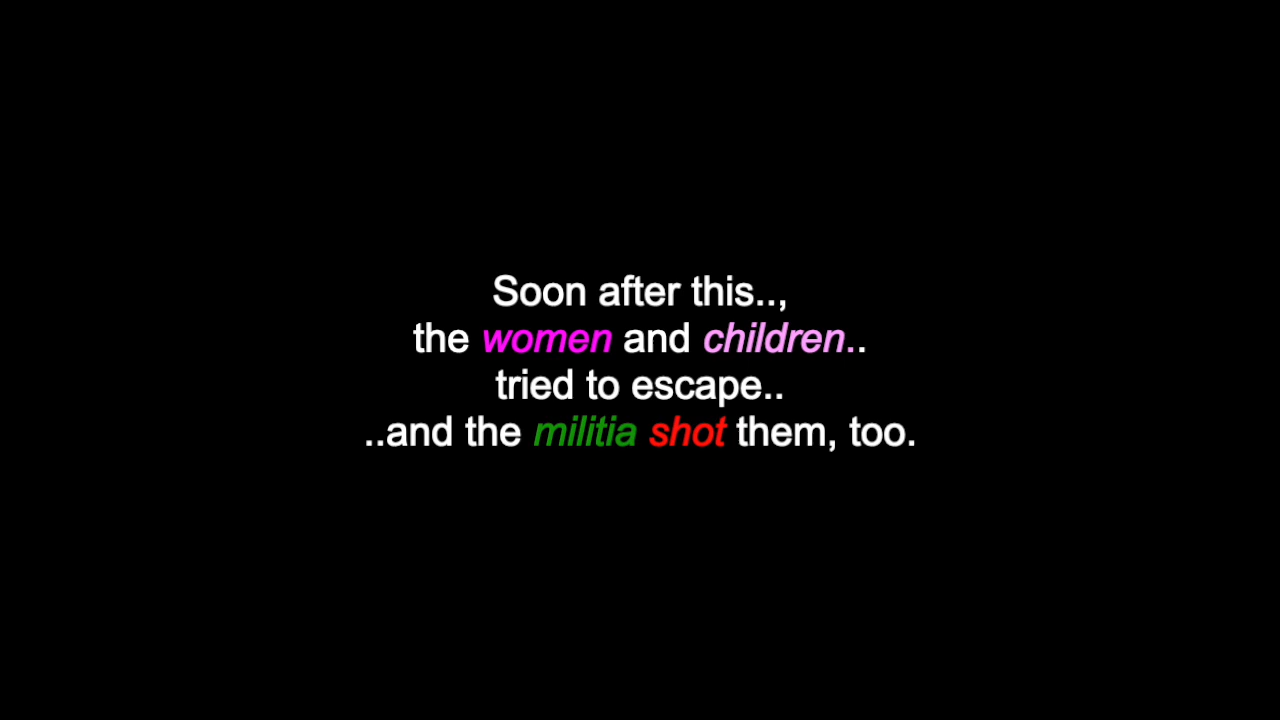 Soon after this..,
the women and children..
tried to escape..
..and the militia shot them, too.